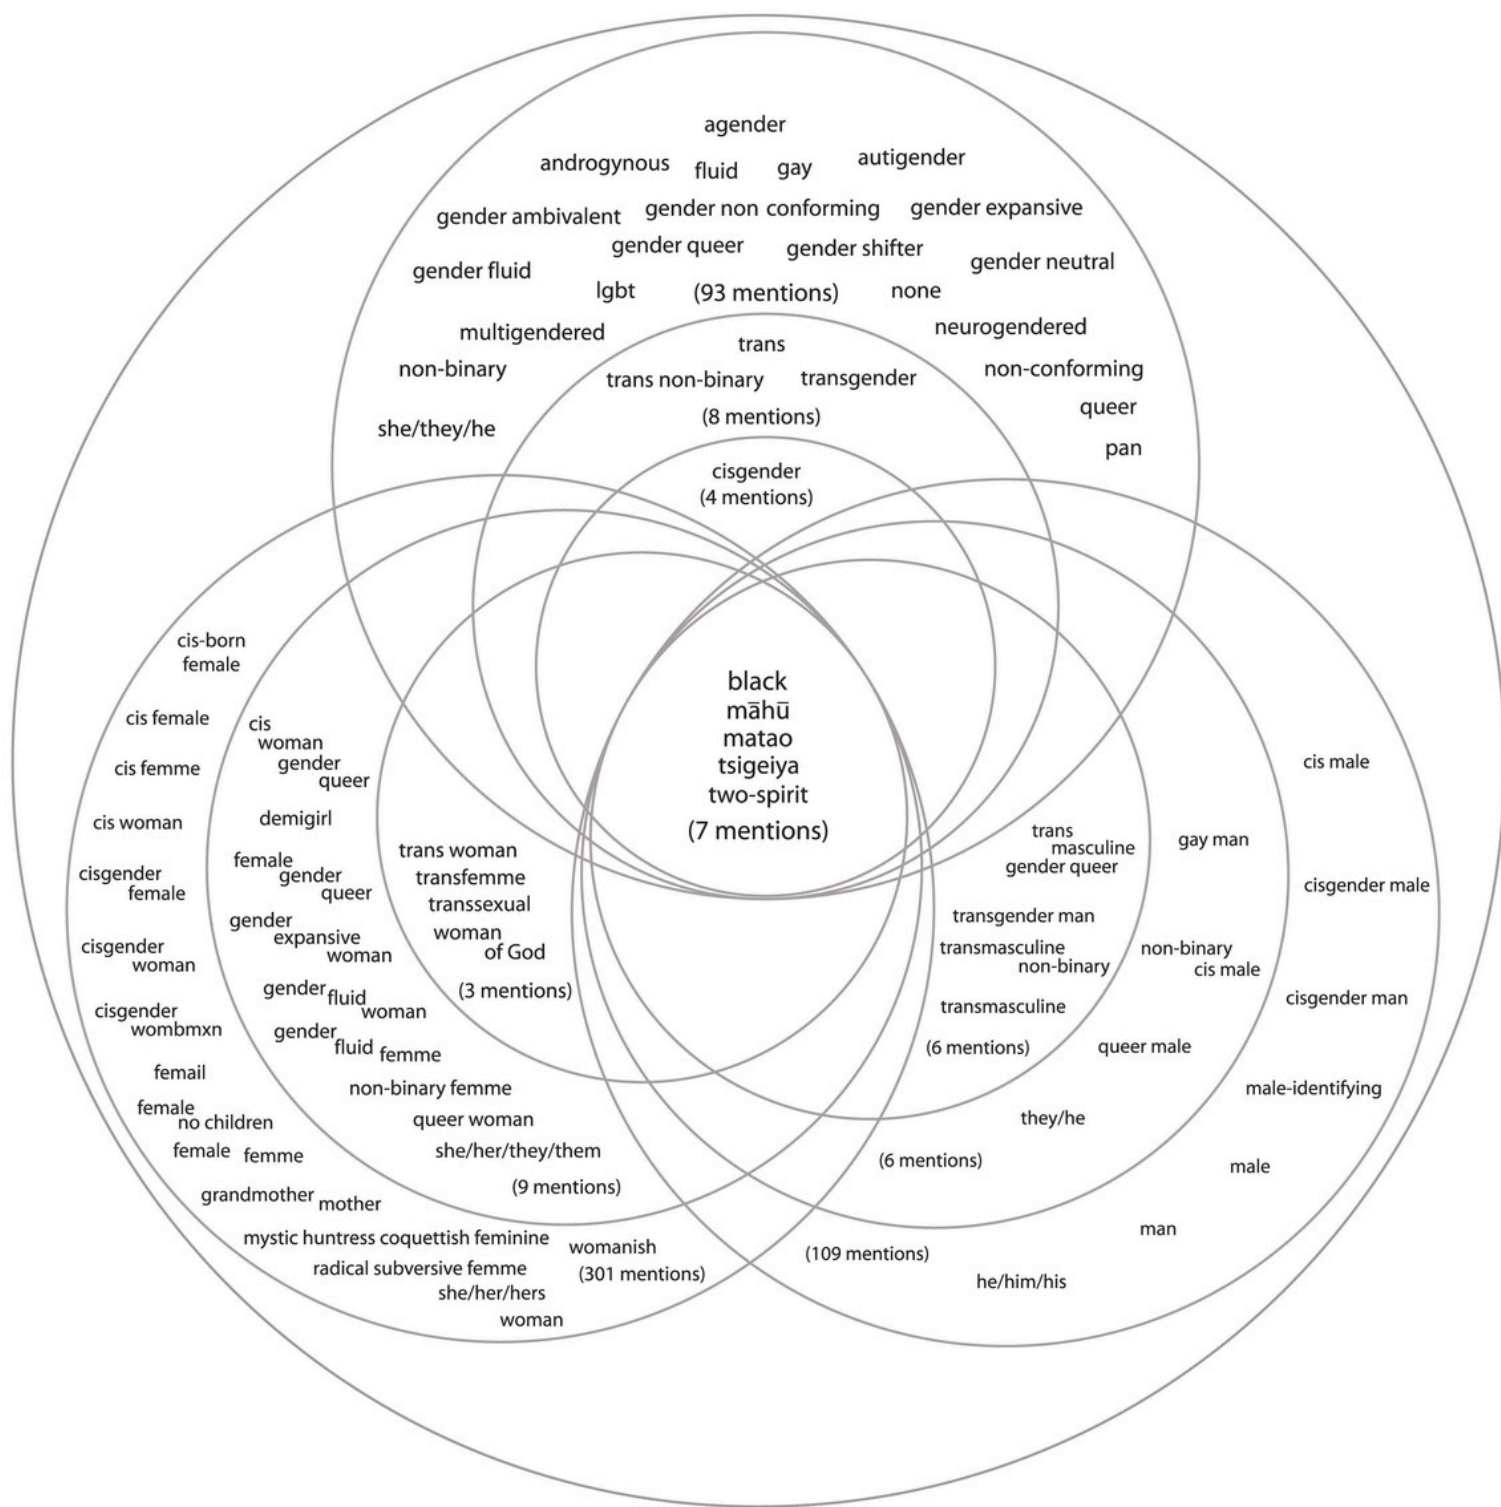 agender
androgynous fluid gay autigender
gender ambivalent gender non conforming gender expansive
gender queer gender shifter
gender fluid gender neutral
lgbt (93 mentions) none
multigendered neurogendered
non-binary non-conforming
queer
she/they/he pan
trans
trans non-binary transgender
(8 mentions)
cisgender
(4 mentions)
black
māhū
matao
tsigeiya
two-spirit
(7 mentions)
cis-born
female
cis female
cis femme
cis woman
cisgender
female
cisgender
woman
cisgender
wombmxn
femail
female
no children
female femme
grandmother mother
mystic huntress coquettish feminine
womanish
radical subversive femme
(301 mentions)
she/her/hers
woman
cis
woman
gender
queer
demigirl
female
gender
queer
gender
expansive
woman
gender
fluid
woman
gender
fluid
femme
non-binary femme
queer woman
she/her/they/them
(9 mentions)
trans woman
transfemme
transsexual
woman
of God
(3 mentions)
trans
masculine
gender queer
transgender man
transmasculine
non-binary
transmasculine
(6 mentions)
gay man
non-binary
cis male
queer male
they/he
(6 mentions)
cis male
cisgender male
cisgender man
male-identifying
male
man
(109 mentions)
he/him/his